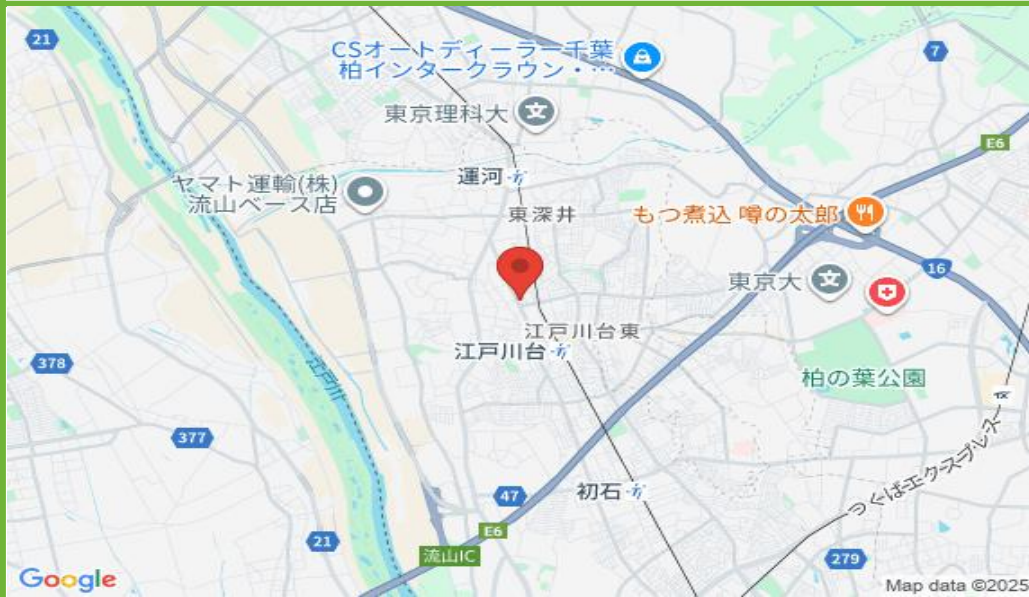 21
CSオートディーラー千葉
柏インタークラウン・…
7
東京理科大
E6
運河
ヤマト運輸(株)
流山ベース店
東深井
もつ煮込 噂の太郎
16
東京大
江戸川台東
江戸川台
378
江戸川
柏の葉公園
377
つくばエクスプレス
47
初石
E6
21
流山IC
279
Google
Map data ©2025